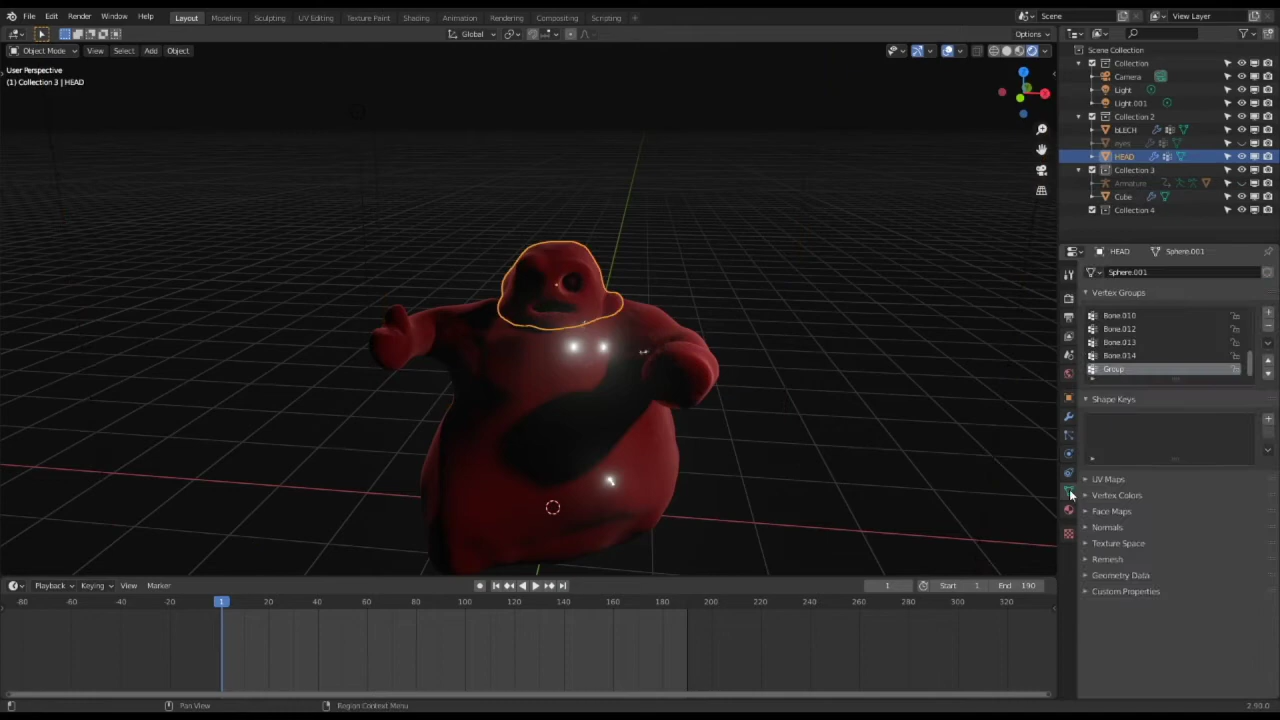 File Edit Render Window Help Layout Modeling Sculpting UV Editing Texture Paint Shading Animation Rendering Compositing Scripting + Scene View Layer
Global Options
Object Mode View Select Add Object
Scene Collection
Collection
User Perspective
(1) Collection 3 | HEAD
Camera
Light
Light.001
Collection 2
bLECH
eyes
HEAD
Collection 3
Armature
Cube
Collection 4
HEAD Sphere.001
Sphere.001
Vertex Groups
Bone.010
Bone.012
Bone.013
Bone.014
Group
Shape Keys
UV Maps
Vertex Colors
Face Maps
Normals
Texture Space
Remesh
Geometry Data
Custom Properties
Playback Keying View Marker 1 Start 1 End 190
-80 -60 -40 -20 1 20 40 60 80 100 120 140 160 180 200 220 240 260 280 300 320
Pan View Region Context Menu 2.90.0